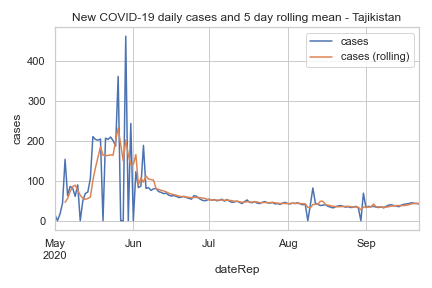 New COVID-19 daily cases and 5 day rolling mean - Tajikistan
cases
cases (rolling)
cases
400
300
200
100
0
May Jun Jul Aug Sep
2020
dateRep